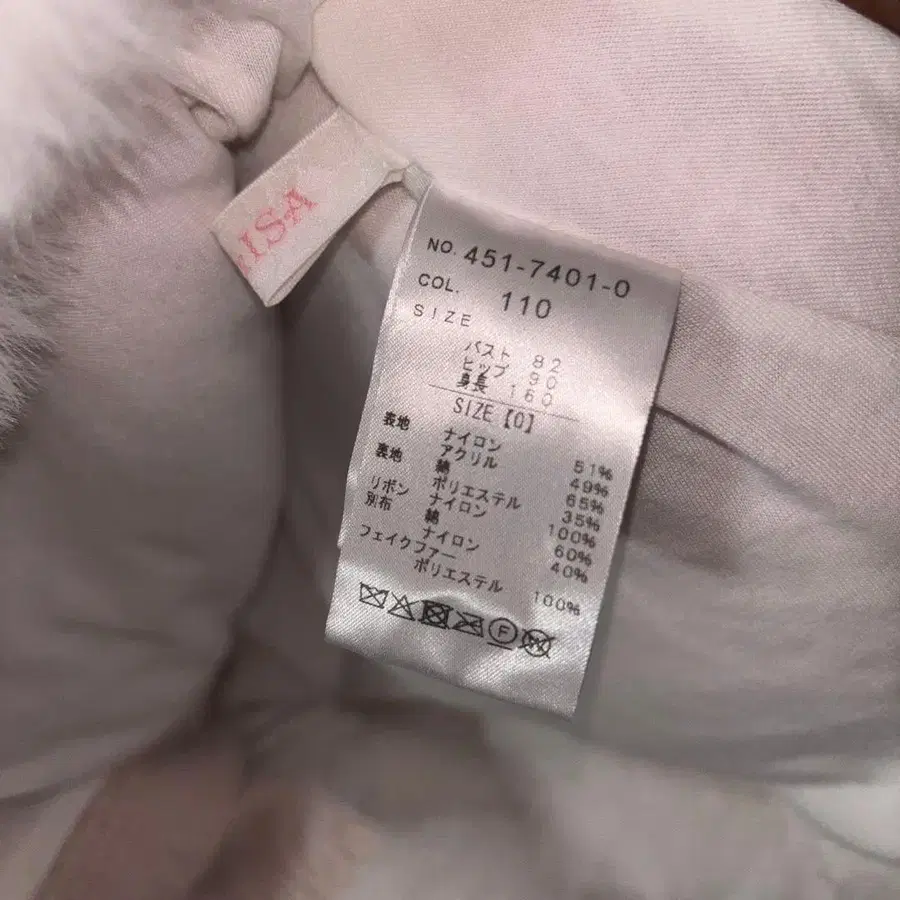 ISA
NO. 451-7401-0
COL. 110
SIZE
バスト 82
ヒップ 90
身長 160
SIZE【0】
表地 ナイロン 51%
アクリル 49%
裏地 綿 65%
ポリエステル 35%
リボン ナイロン 100%
別布 綿 60%
ナイロン 40%
フェイクファー
ポリエステル 100%
F
W